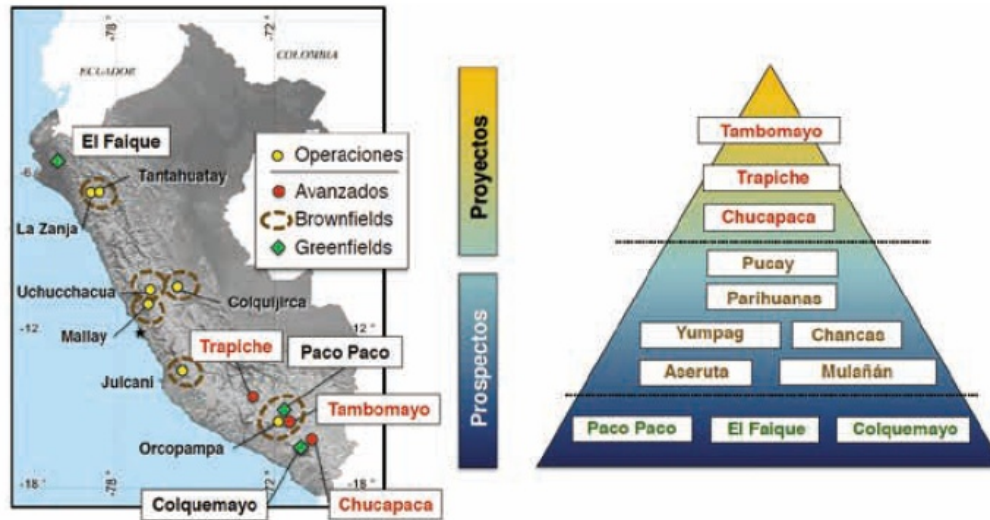 -78
-72
COLOMBIA
ECUADOR
El Faique
Operaciones
Avanzados
Brownfields
Greenfields
-6
Tantahuatay
La Zanja
Uchucchacua
Colquijirca
-12
-12
Mallay
Trapiche
Paco Paco
Julcani
Tambomayo
Orcopampa
-18 °
-78 °
-72 °
-18 °
Colquemayo
Chucapaca
Proyectos
Prospectos
Tambomayo
Trapiche
Chucapaca
Pucay
Parihuanas
Yumpag Chancas
Aseruta Mulañán
Paco Paco El Faique Colquemayo